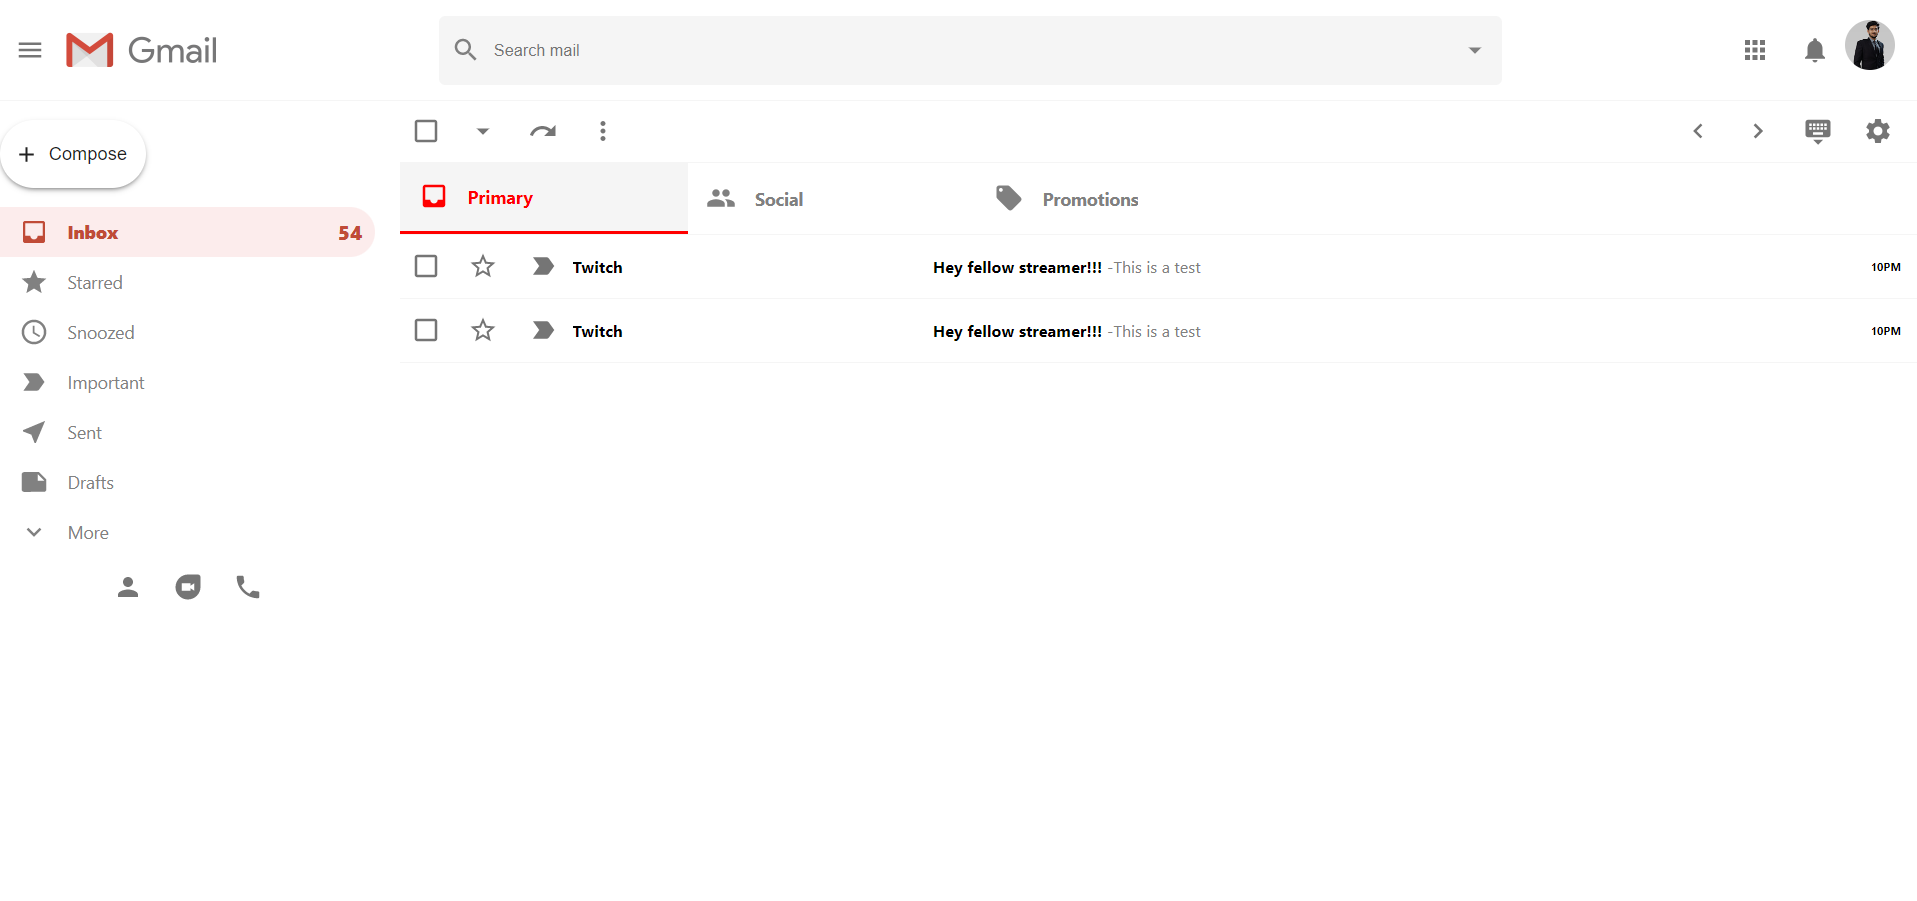 Gmail
Search mail
Compose
Inbox 54
Starred
Snoozed
Important
Sent
Drafts
More
Primary Social Promotions
Twitch Hey fellow streamer!!! -This is a test 10PM
Twitch Hey fellow streamer!!! -This is a test 10PM